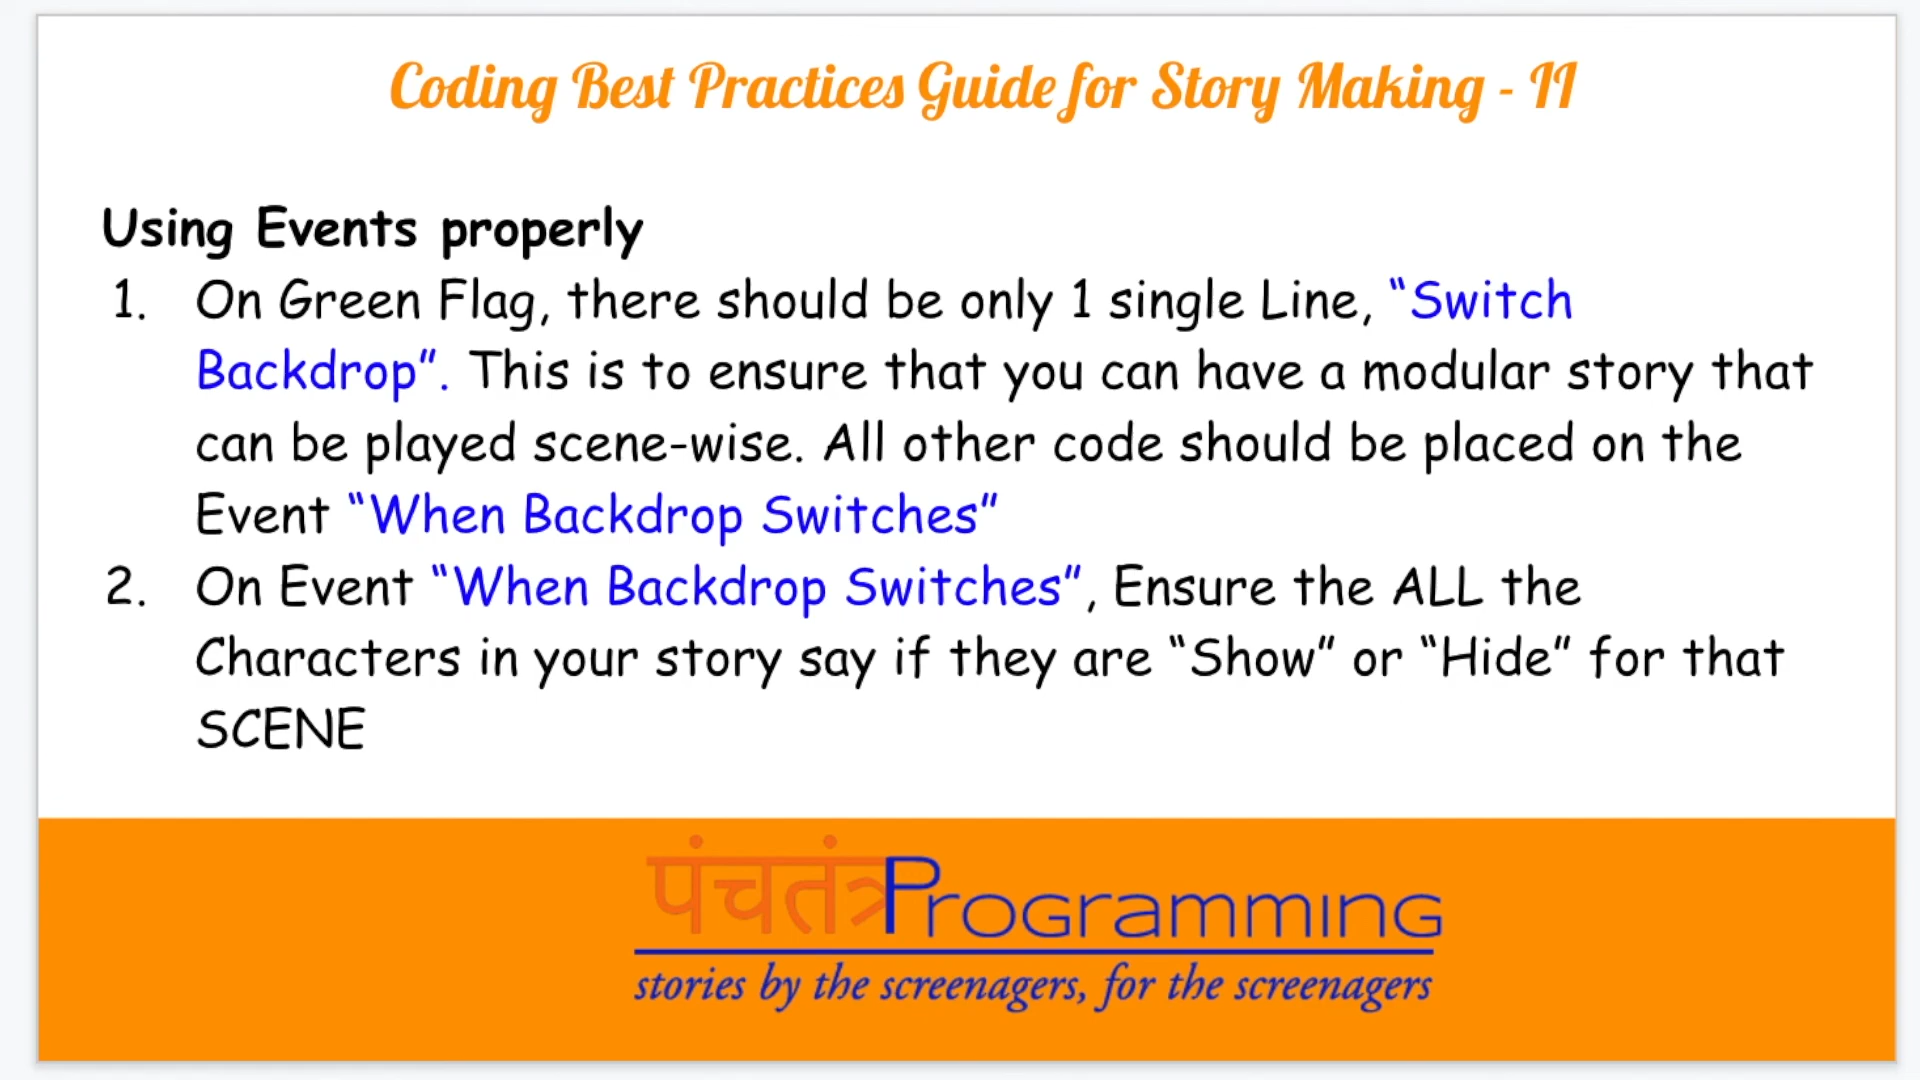 Coding Best Practices Guide for Story Making - II
Using Events properly
1. On Green Flag, there should be only 1 single Line, “Switch
Backdrop”. This is to ensure that you can have a modular story that
can be played scene-wise. All other code should be placed on the
Event “When Backdrop Switches”
2. On Event “When Backdrop Switches”, Ensure the ALL the
Characters in your story say if they are “Show” or “Hide” for that
SCENE
पंचतंत्र Programming
stories by the screenagers, for the screenagers